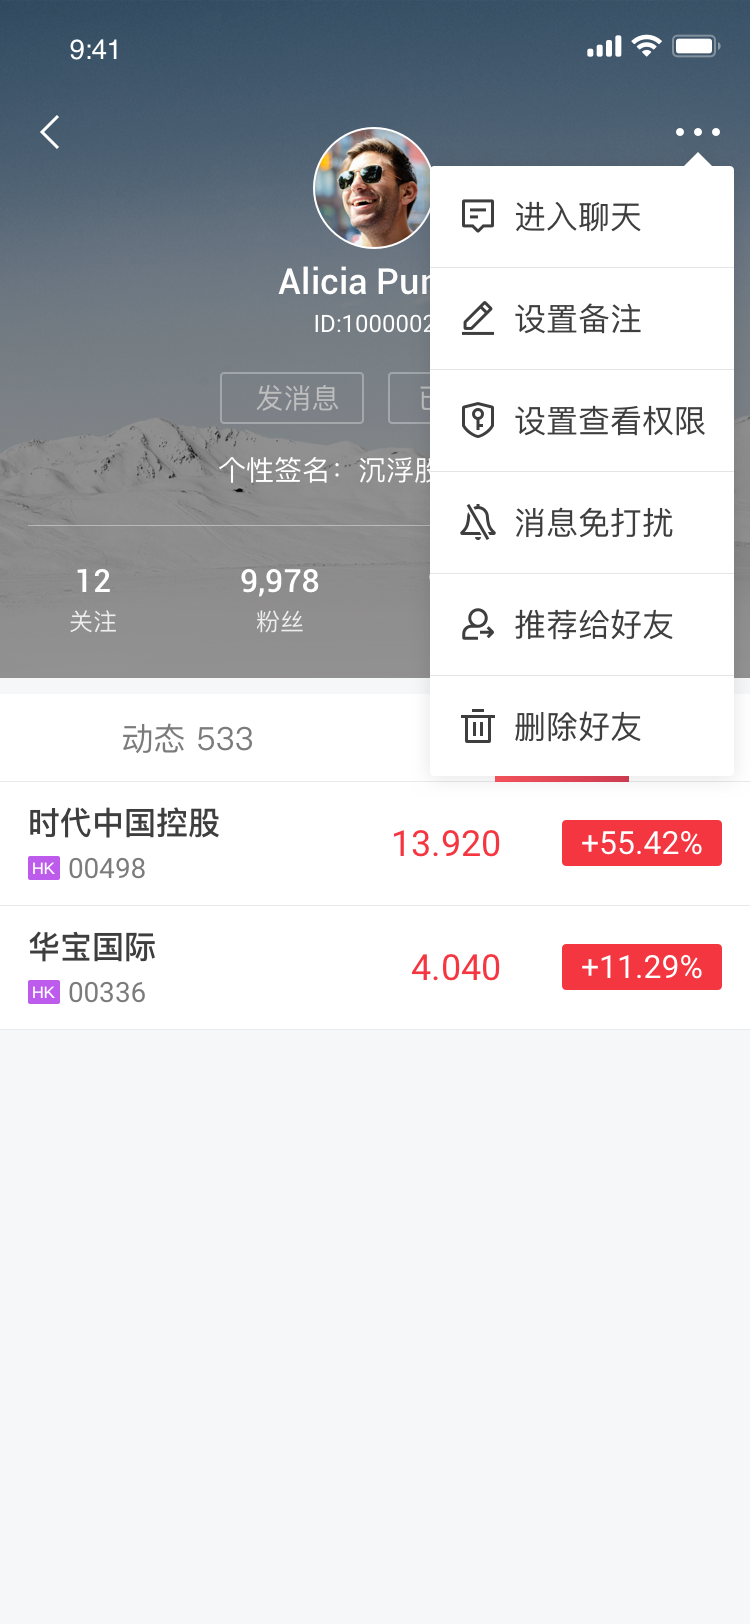 9:41
Alicia Pur
ID:1000002
发消息
个性签名：沉浮股
12
关注
9,978
粉丝
进入聊天
设置备注
设置查看权限
消息免打扰
推荐给好友
删除好友
动态 533
时代中国控股
HK 00498
13.920
+55.42%
华宝国际
HK 00336
4.040
+11.29%